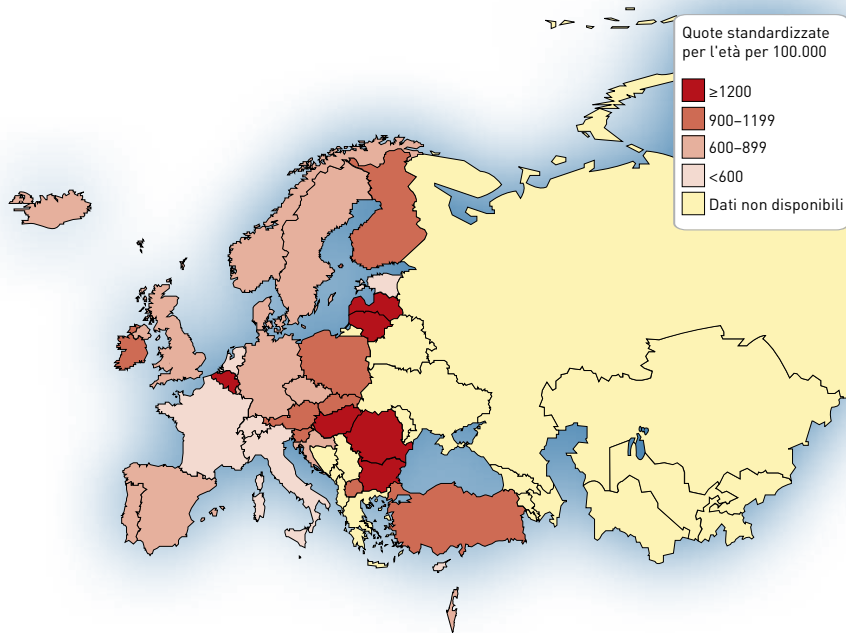 Quote standardizzate
per l'età per 100.000
≥1200
900–1199
600–899
<600
Dati non disponibili